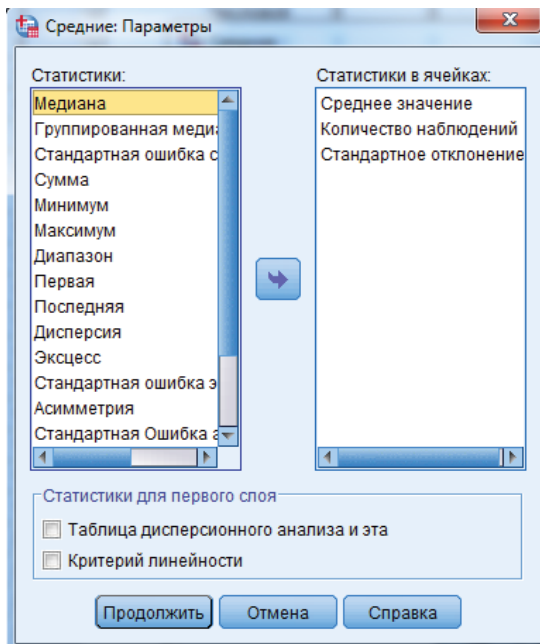 Средние: Параметры
Статистики:
Медиана
Группированная меди
Стандартная ошибка с
Сумма
Минимум
Максимум
Диапазон
Первая
Последняя
Дисперсия
Эксцесс
Стандартная ошибка э
Асимметрия
Стандартная Ошибка а
Статистики в ячейках:
Среднее значение
Количество наблюдений
Стандартное отклонение
Статистики для первого слоя
Таблица дисперсионного анализа и эта
Критерий линейности
Продолжить
Отмена
Справка